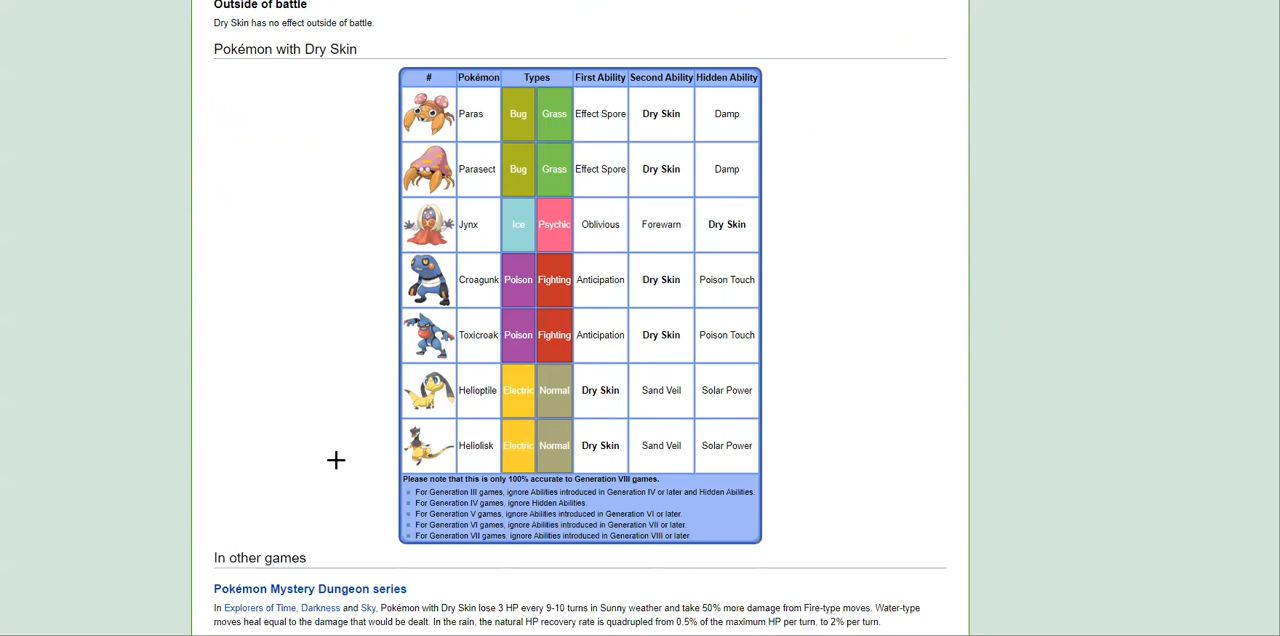 Outside of battle
Dry Skin has no effect outside of battle.
Pokémon with Dry Skin
# Pokémon Types First Ability Second Ability Hidden Ability
Paras Bug Grass Effect Spore Dry Skin Damp
Parasect Bug Grass Effect Spore Dry Skin Damp
Jynx Ice Psychic Oblivious Forewarn Dry Skin
Croagunk Poison Fighting Anticipation Dry Skin Poison Touch
Toxicroak Poison Fighting Anticipation Dry Skin Poison Touch
Helioptile Electric Normal Dry Skin Sand Veil Solar Power
Heliolisk Electric Normal Dry Skin Sand Veil Solar Power
Please note that this is only 100% accurate to Generation VIII games.
For Generation III games, ignore Abilities introduced in Generation IV or later and Hidden Abilities.
For Generation IV games, ignore Hidden Abilities.
For Generation V games, ignore Abilities introduced in Generation VI or later.
For Generation VI games, ignore Abilities introduced in Generation VII or later.
For Generation VII games, ignore Abilities introduced in Generation VIII or later.
In other games
Pokémon Mystery Dungeon series
In Explorers of Time, Darkness and Sky, Pokémon with Dry Skin lose 3 HP every 9-10 turns in Sunny weather and take 50% more damage from Fire-type moves. Water-type
moves heal equal to the damage that would be dealt. In the rain, the natural HP recovery rate is quadrupled from 0.5% of the maximum HP per turn, to 2% per turn.